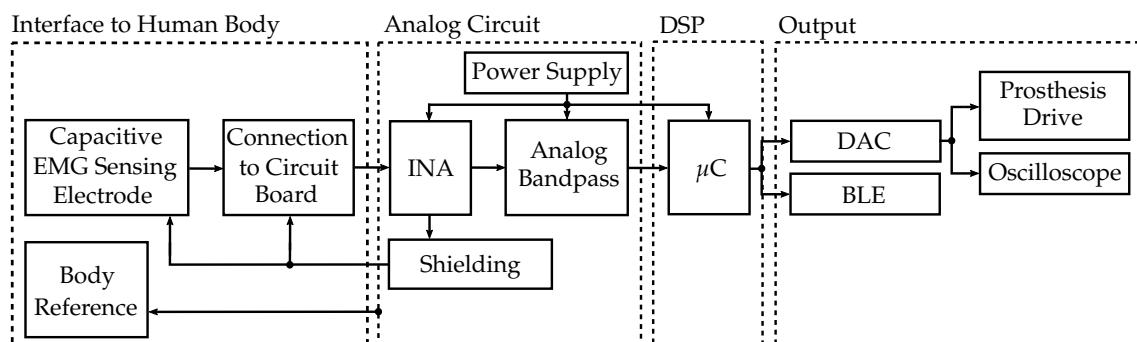 Interface to Human Body
Analog Circuit
DSP
Output
Power Supply
Capacitive
EMG Sensing
Electrode
Connection
to Circuit
Board
INA
Analog
Bandpass
μC
DAC
BLE
Prosthesis
Drive
Oscilloscope
Shielding
Body
Reference